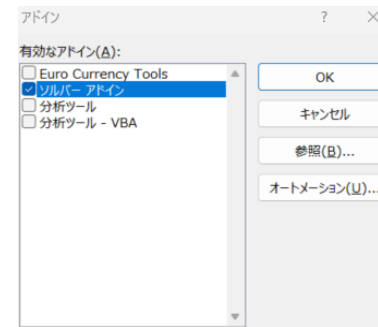 アドイン ? ×
有効なアドイン(A):
Euro Currency Tools
ソルバー アドイン
分析ツール
分析ツール - VBA
OK
キャンセル
参照(B)...
オートメーション(U)...